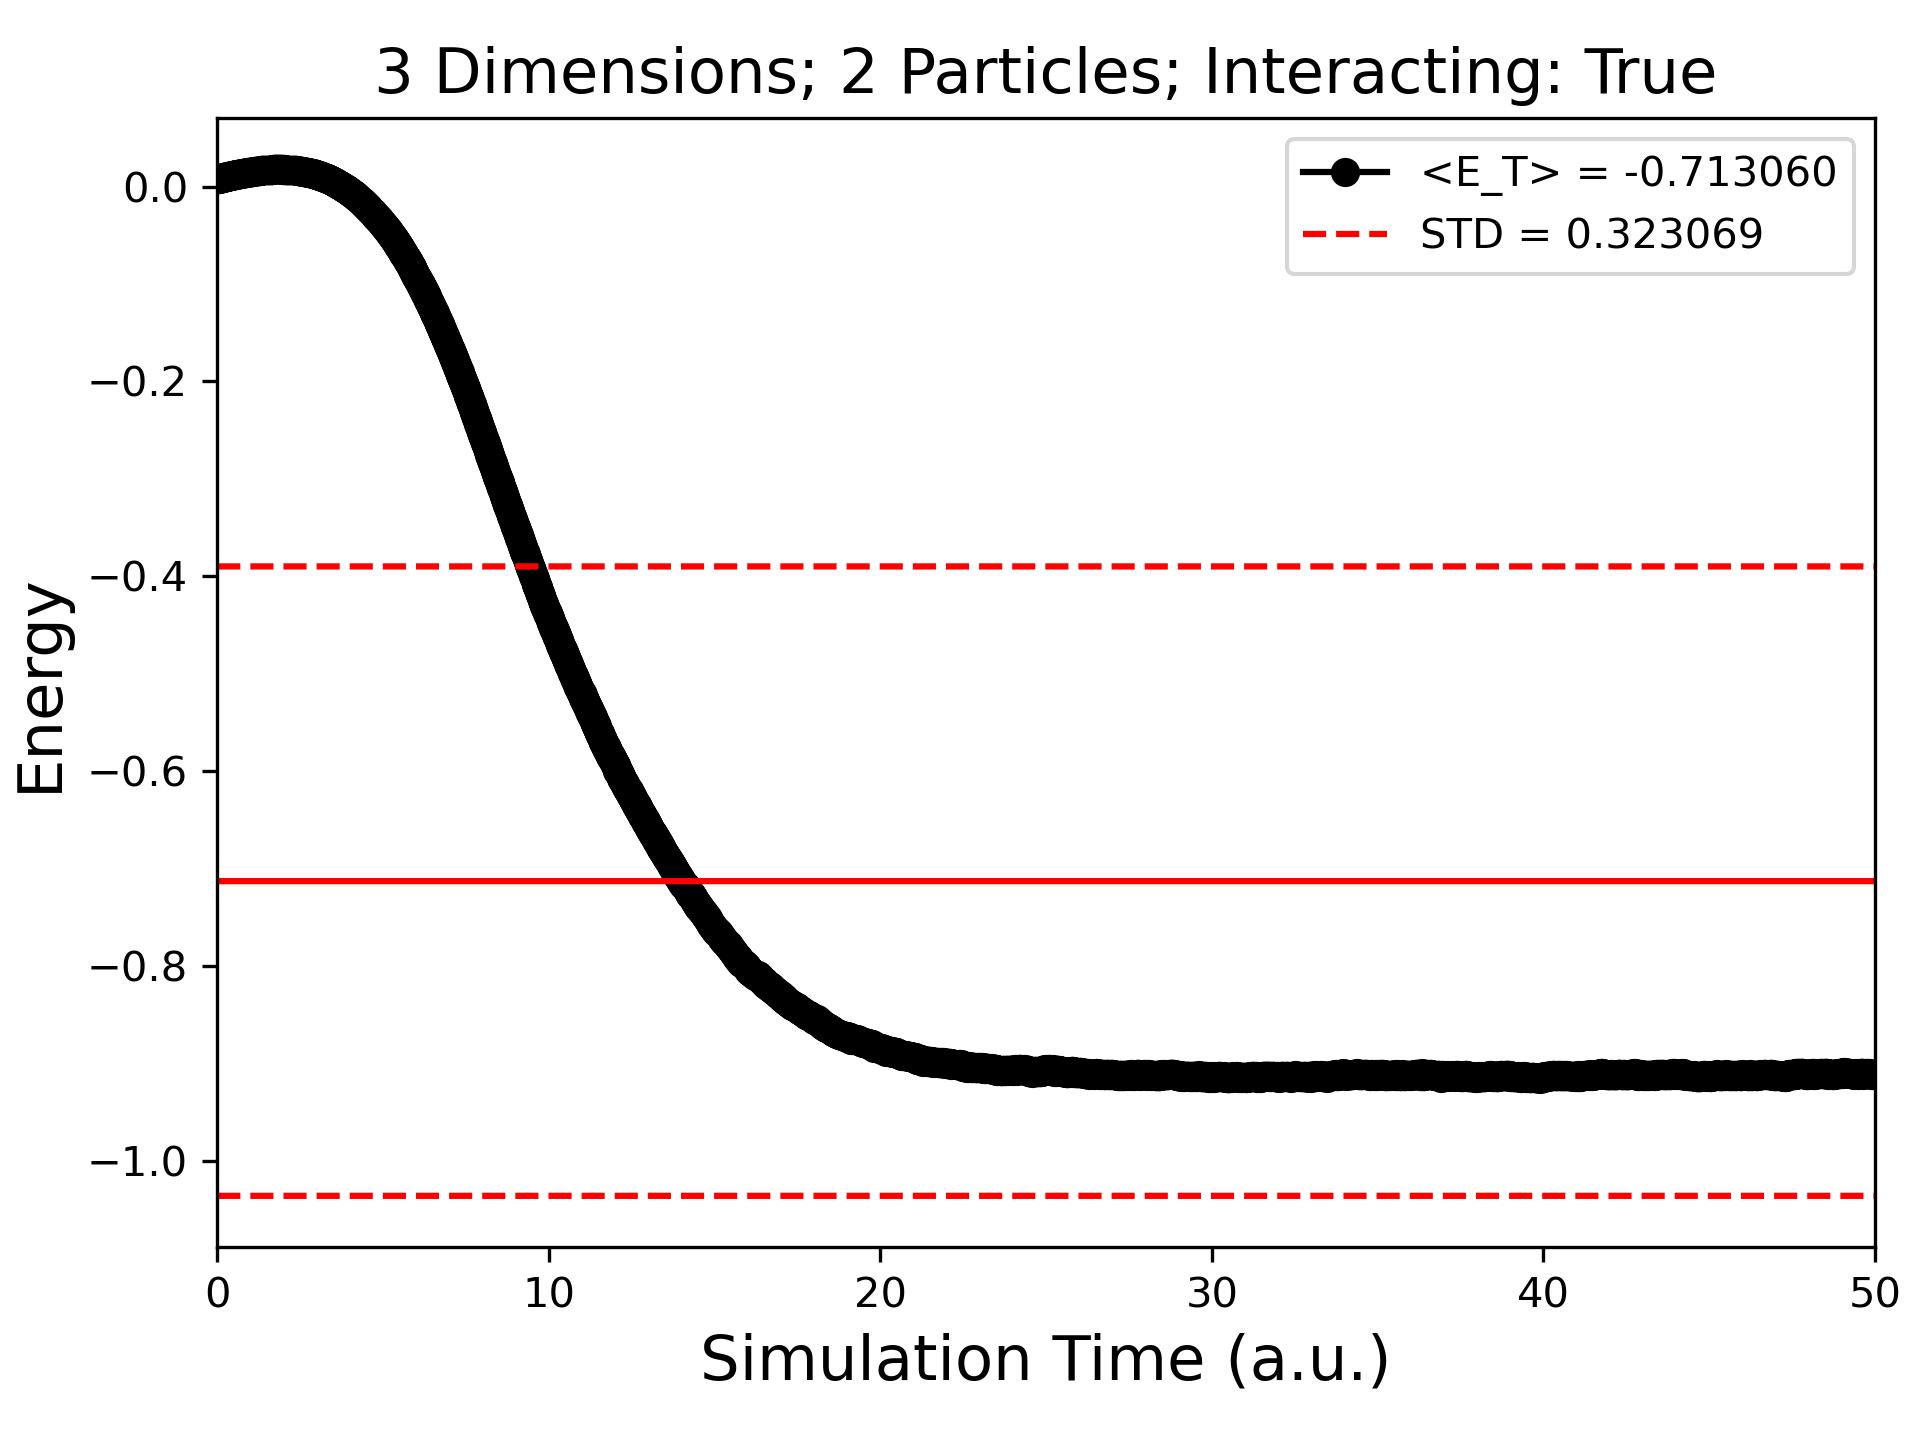 3 Dimensions; 2 Particles; Interacting: True
<E_T> = -0.713060
STD = 0.323069
Energy
0.0
−0.2
−0.4
−0.6
−0.8
−1.0
0 10 20 30 40 50
Simulation Time (a.u.)